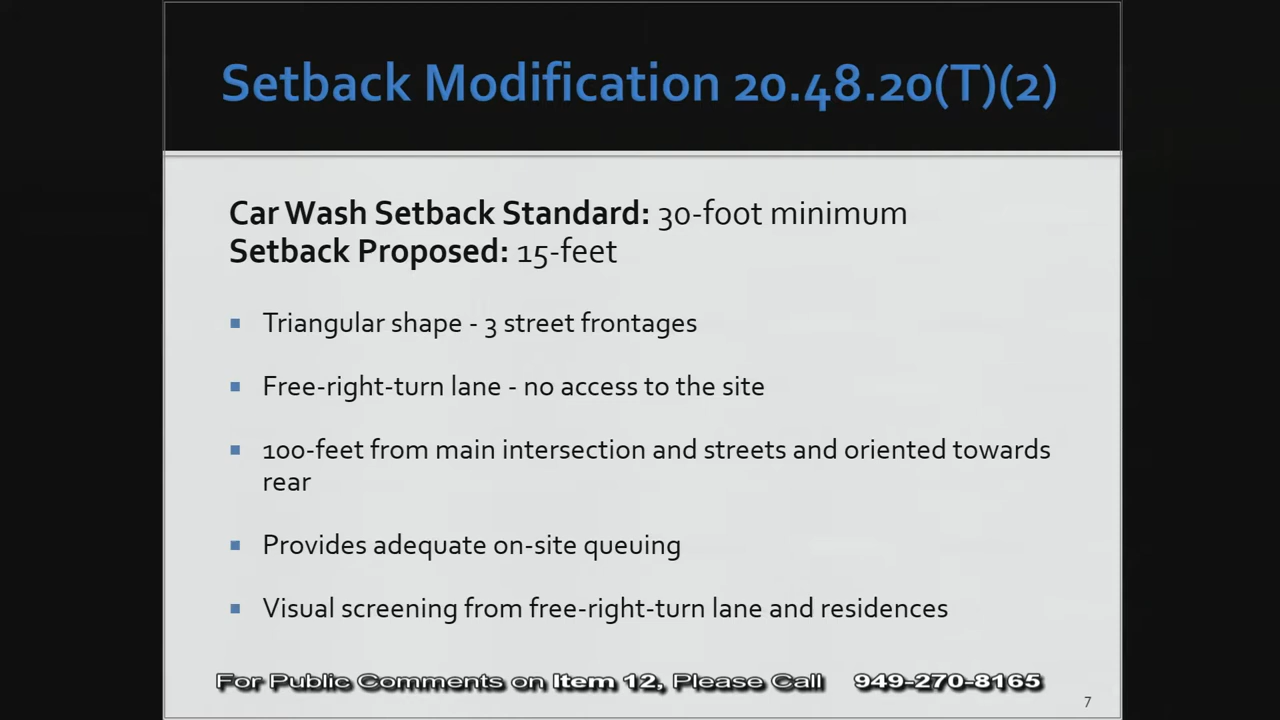 Setback Modification 20.48.20(T)(2)
Car Wash Setback Standard: 30-foot minimum
Setback Proposed: 15-feet
▪ Triangular shape - 3 street frontages
▪ Free-right-turn lane - no access to the site
▪ 100-feet from main intersection and streets and oriented towards
rear
▪ Provides adequate on-site queuing
▪ Visual screening from free-right-turn lane and residences
For Public Comments on Item 12, Please Call 949-270-8165
7